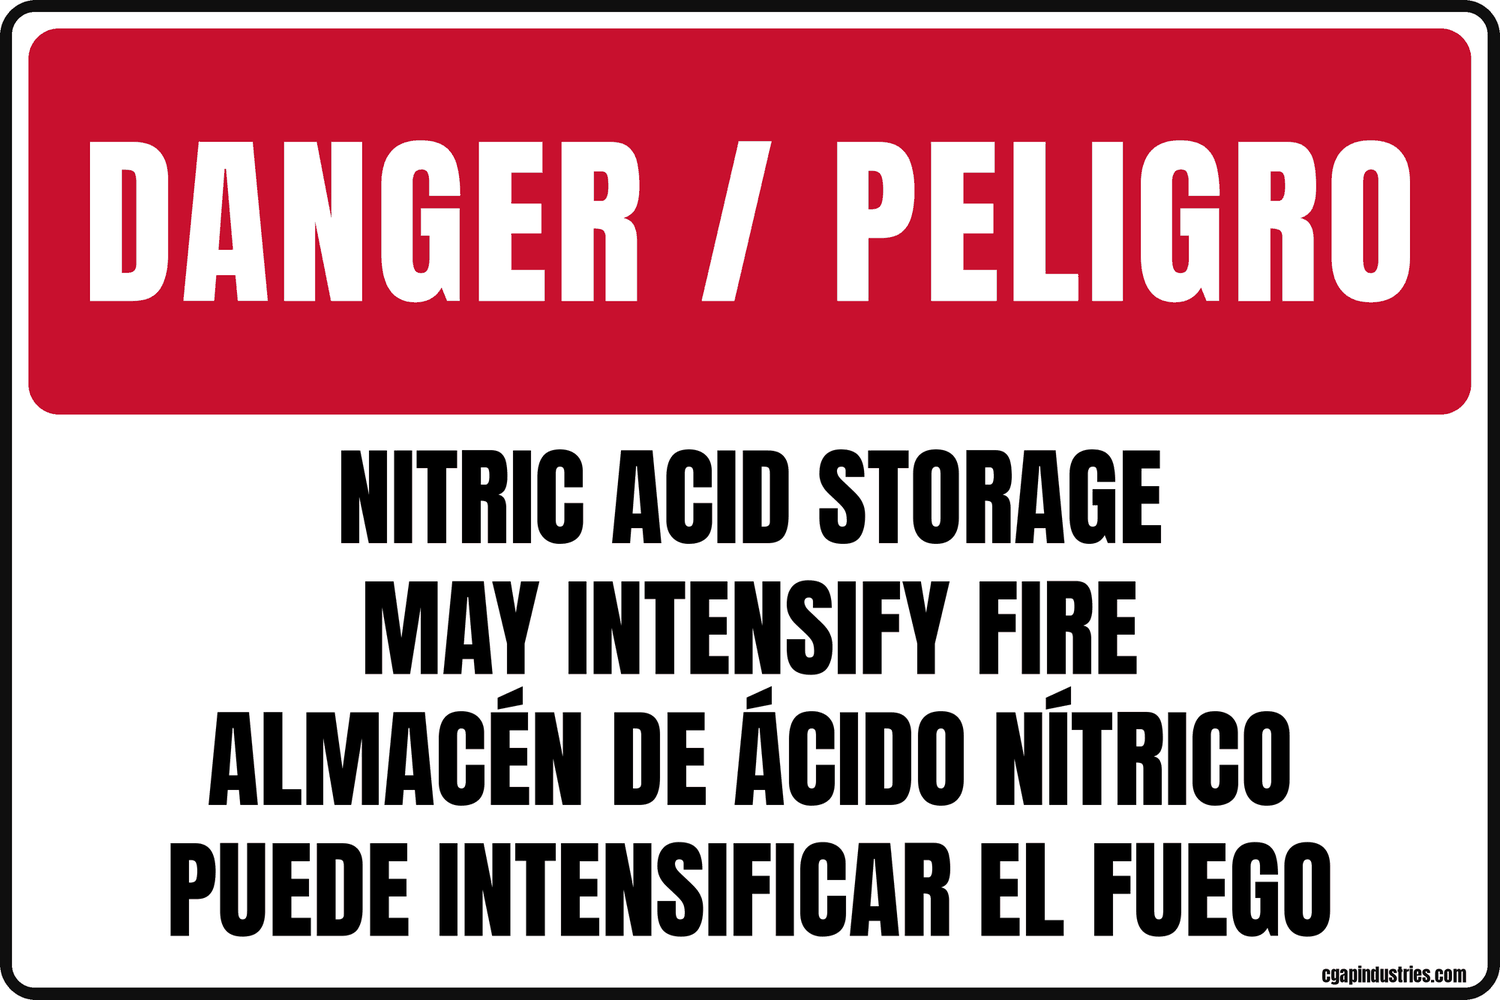 DANGER / PELIGRO
NITRIC ACID STORAGE
MAY INTENSIFY FIRE
ALMACÉN DE ÁCIDO NÍTRICO
PUEDE INTENSIFICAR EL FUEGO
cgapindustries.com